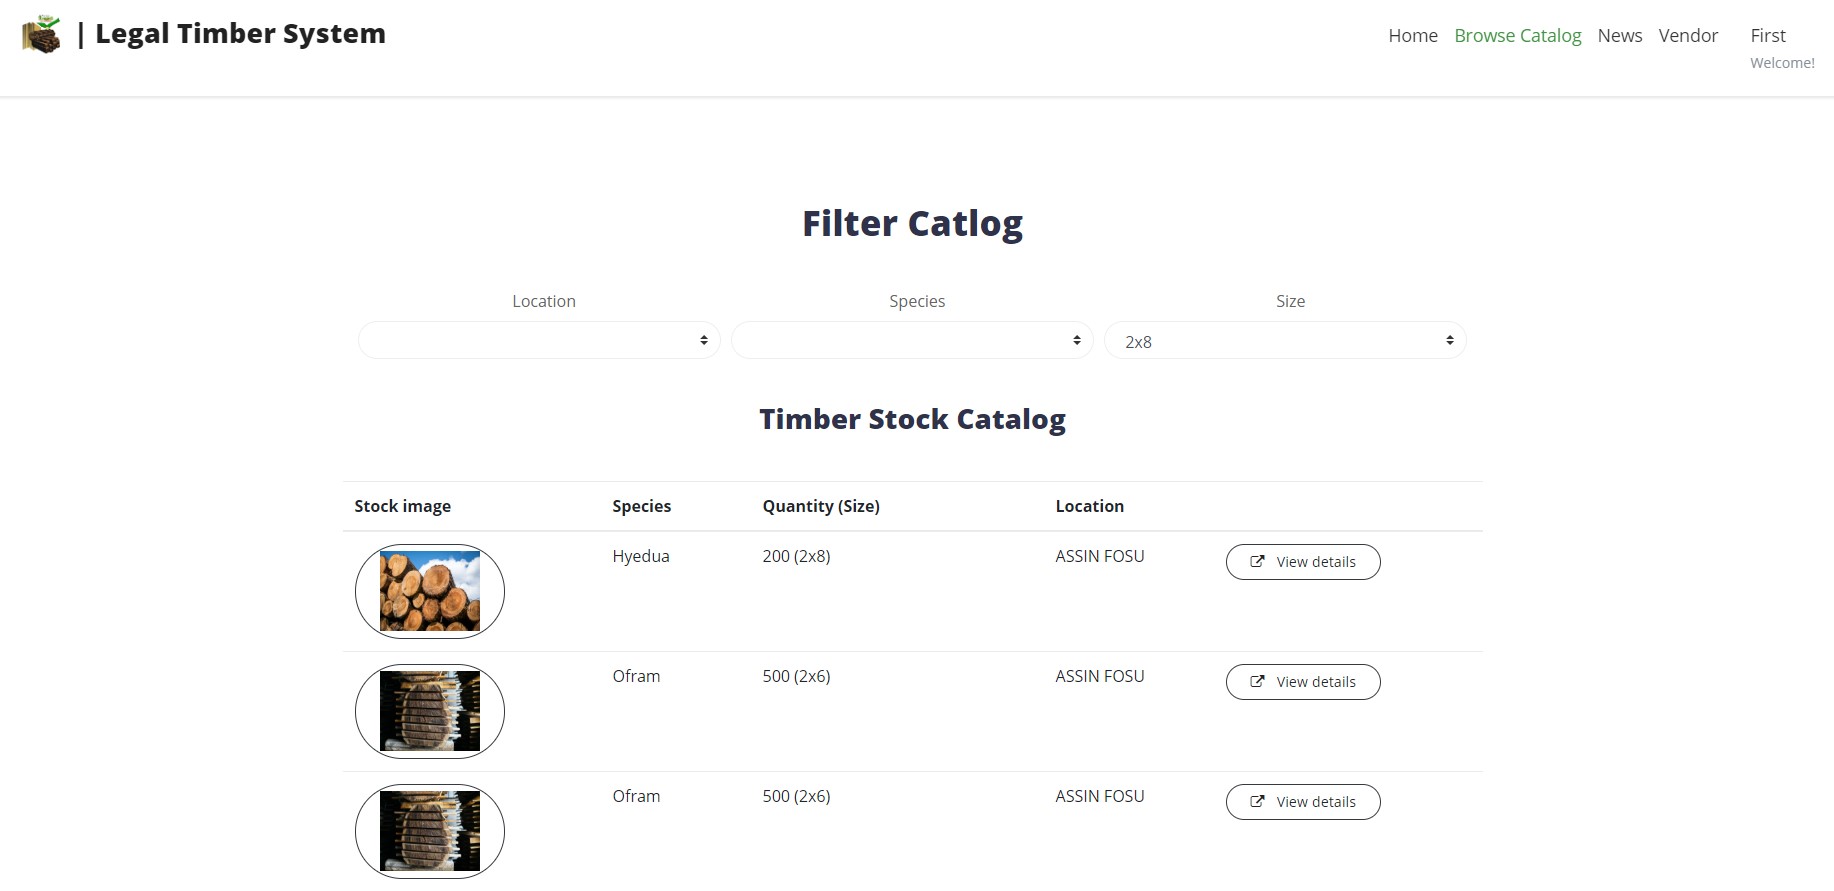 | Legal Timber System
Home Browse Catalog News Vendor First
Welcome!
Filter Catlog
Location Species Size
2x8
Timber Stock Catalog
Stock image Species Quantity (Size) Location
Hyedua 200 (2x8) ASSIN FOSU View details
Ofram 500 (2x6) ASSIN FOSU View details
Ofram 500 (2x6) ASSIN FOSU View details